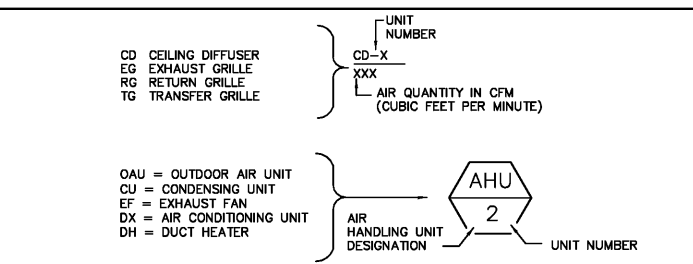 UNIT
NUMBER
CD CEILING DIFFUSER
EG EXHAUST GRILLE
RG RETURN GRILLE
TG TRANSFER GRILLE
CD-X
XXX
AIR QUANTITY IN CFM
(CUBIC FEET PER MINUTE)
OAU = OUTDOOR AIR UNIT
CU = CONDENSING UNIT
EF = EXHAUST FAN
DX = AIR CONDITIONING UNIT
DH = DUCT HEATER
AHU
2
AIR
HANDLING UNIT
DESIGNATION
UNIT NUMBER